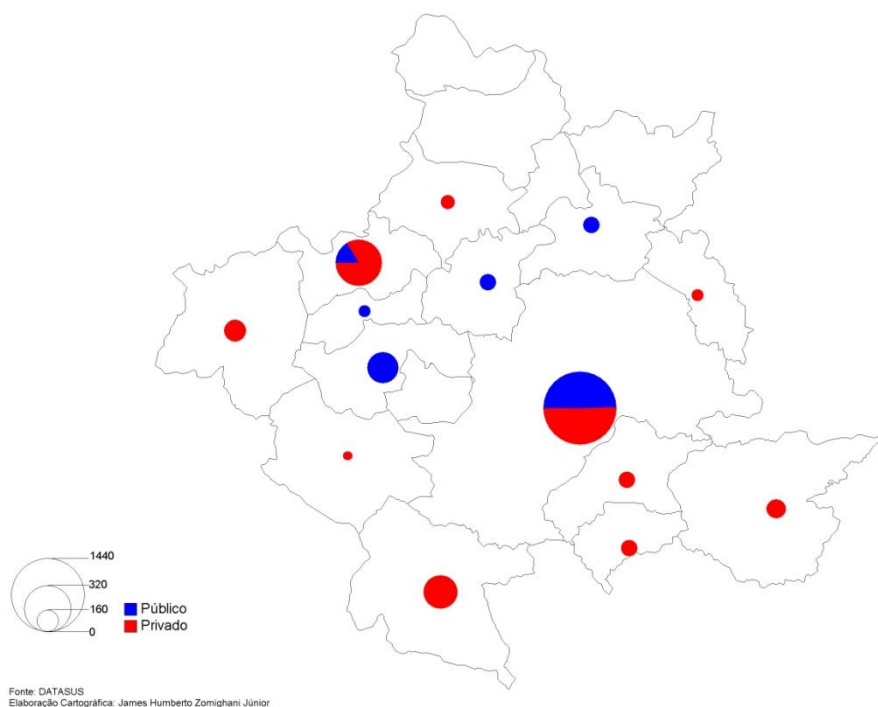 1440
320
160
0
Público
Privado
Fonte: DATASUS
Elaboração Cartográfica: James Humberto Zomighani Júnior